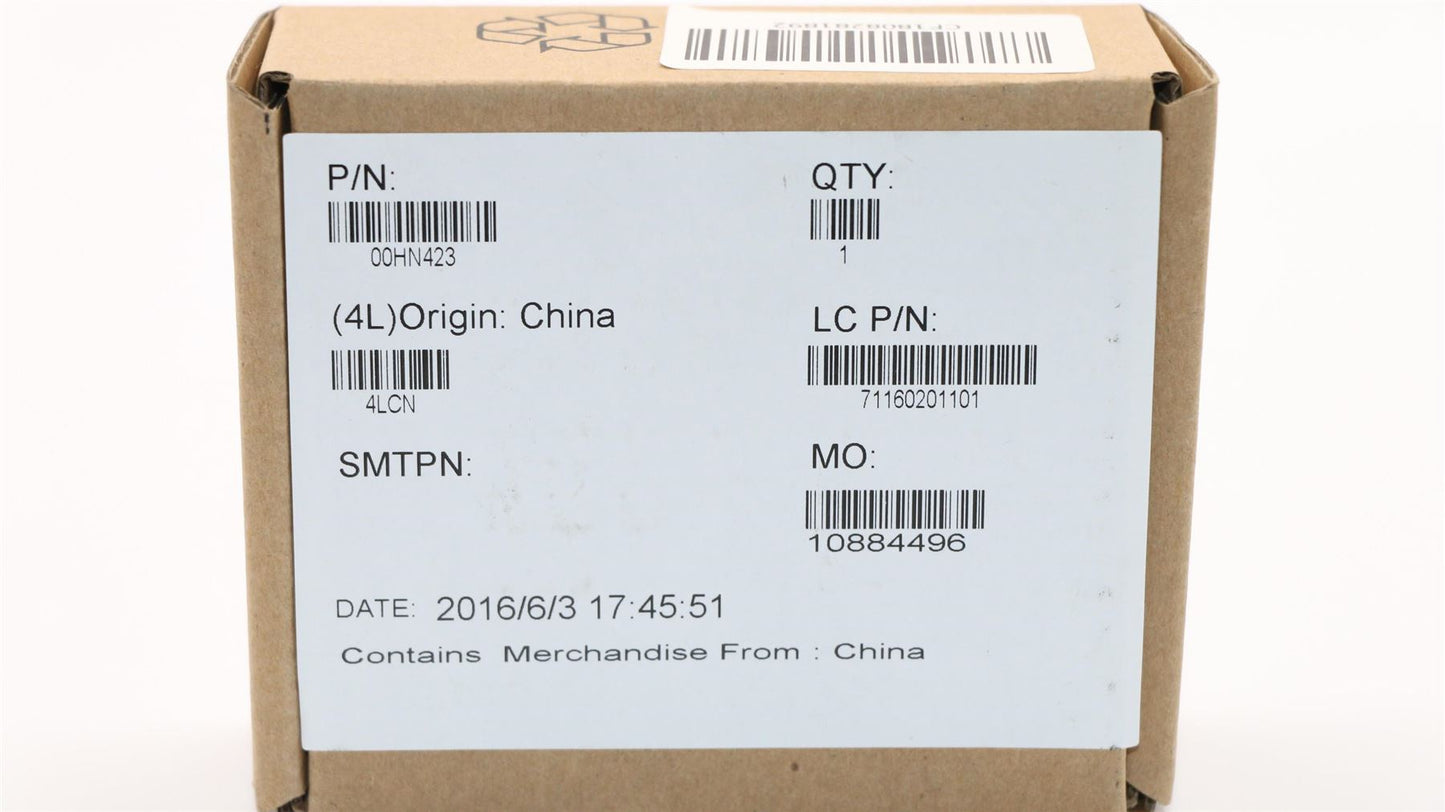 CF1808281892
P/N:
00HN423
QTY:
1
(4L)Origin: China
4LCN
LC P/N:
71160201101
SMTPN:
MO:
10884496
DATE: 2016/6/3 17:45:51
Contains Merchandise From : China